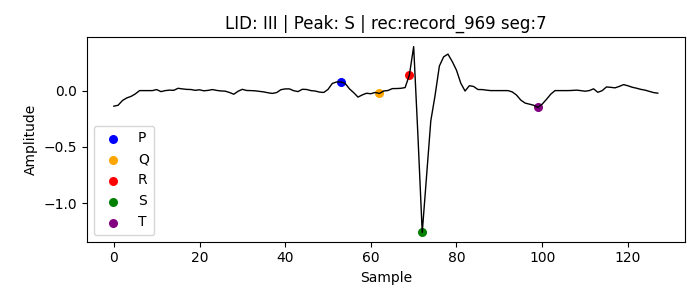 LID: III | Peak: S | rec:record_969 seg:7
Amplitude
0.0
−0.5
−1.0
P
Q
R
S
T
0 20 40 60 80 100 120
Sample